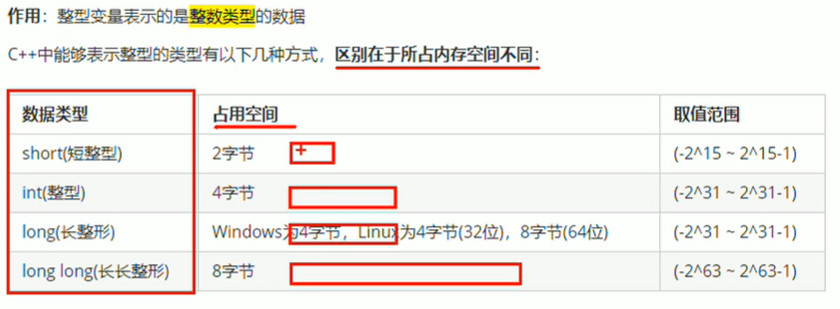 作用：整型变量表示的是整数类型的数据
C++中能够表示整型的类型有以下几种方式，区别在于所占内存空间不同：
数据类型 占用空间 取值范围
short(短整型) 2字节 (-2^15 ~ 2^15-1)
int(整型) 4字节 (-2^31 ~ 2^31-1)
long(长整形) Windows为4字节，Linux为4字节(32位)，8字节(64位) (-2^31 ~ 2^31-1)
long long(长长整形) 8字节 (-2^63 ~ 2^63-1)